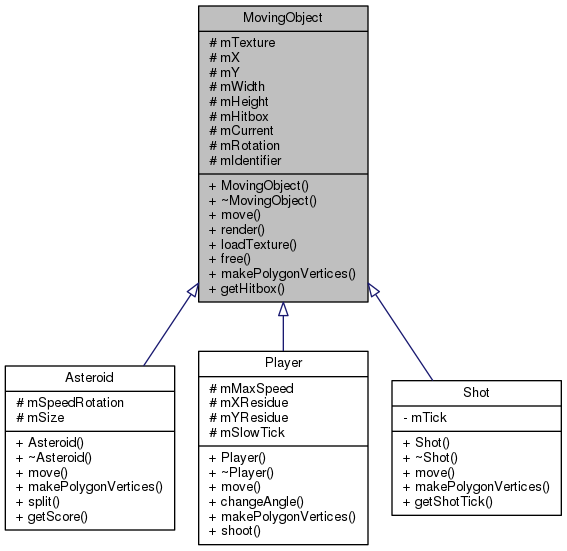 MovingObject
# mTexture
# mX
# mY
# mWidth
# mHeight
# mHitbox
# mCurrent
# mRotation
# mIdentifier
+ MovingObject()
+ ~MovingObject()
+ move()
+ render()
+ loadTexture()
+ free()
+ makePolygonVertices()
+ getHitbox()
Asteroid
# mSpeedRotation
# mSize
+ Asteroid()
+ ~Asteroid()
+ move()
+ makePolygonVertices()
+ split()
+ getScore()
Player
# mMaxSpeed
# mXResidue
# mYResidue
# mSlowTick
+ Player()
+ ~Player()
+ move()
+ changeAngle()
+ makePolygonVertices()
+ shoot()
Shot
- mTick
+ Shot()
+ ~Shot()
+ move()
+ makePolygonVertices()
+ getShotTick()